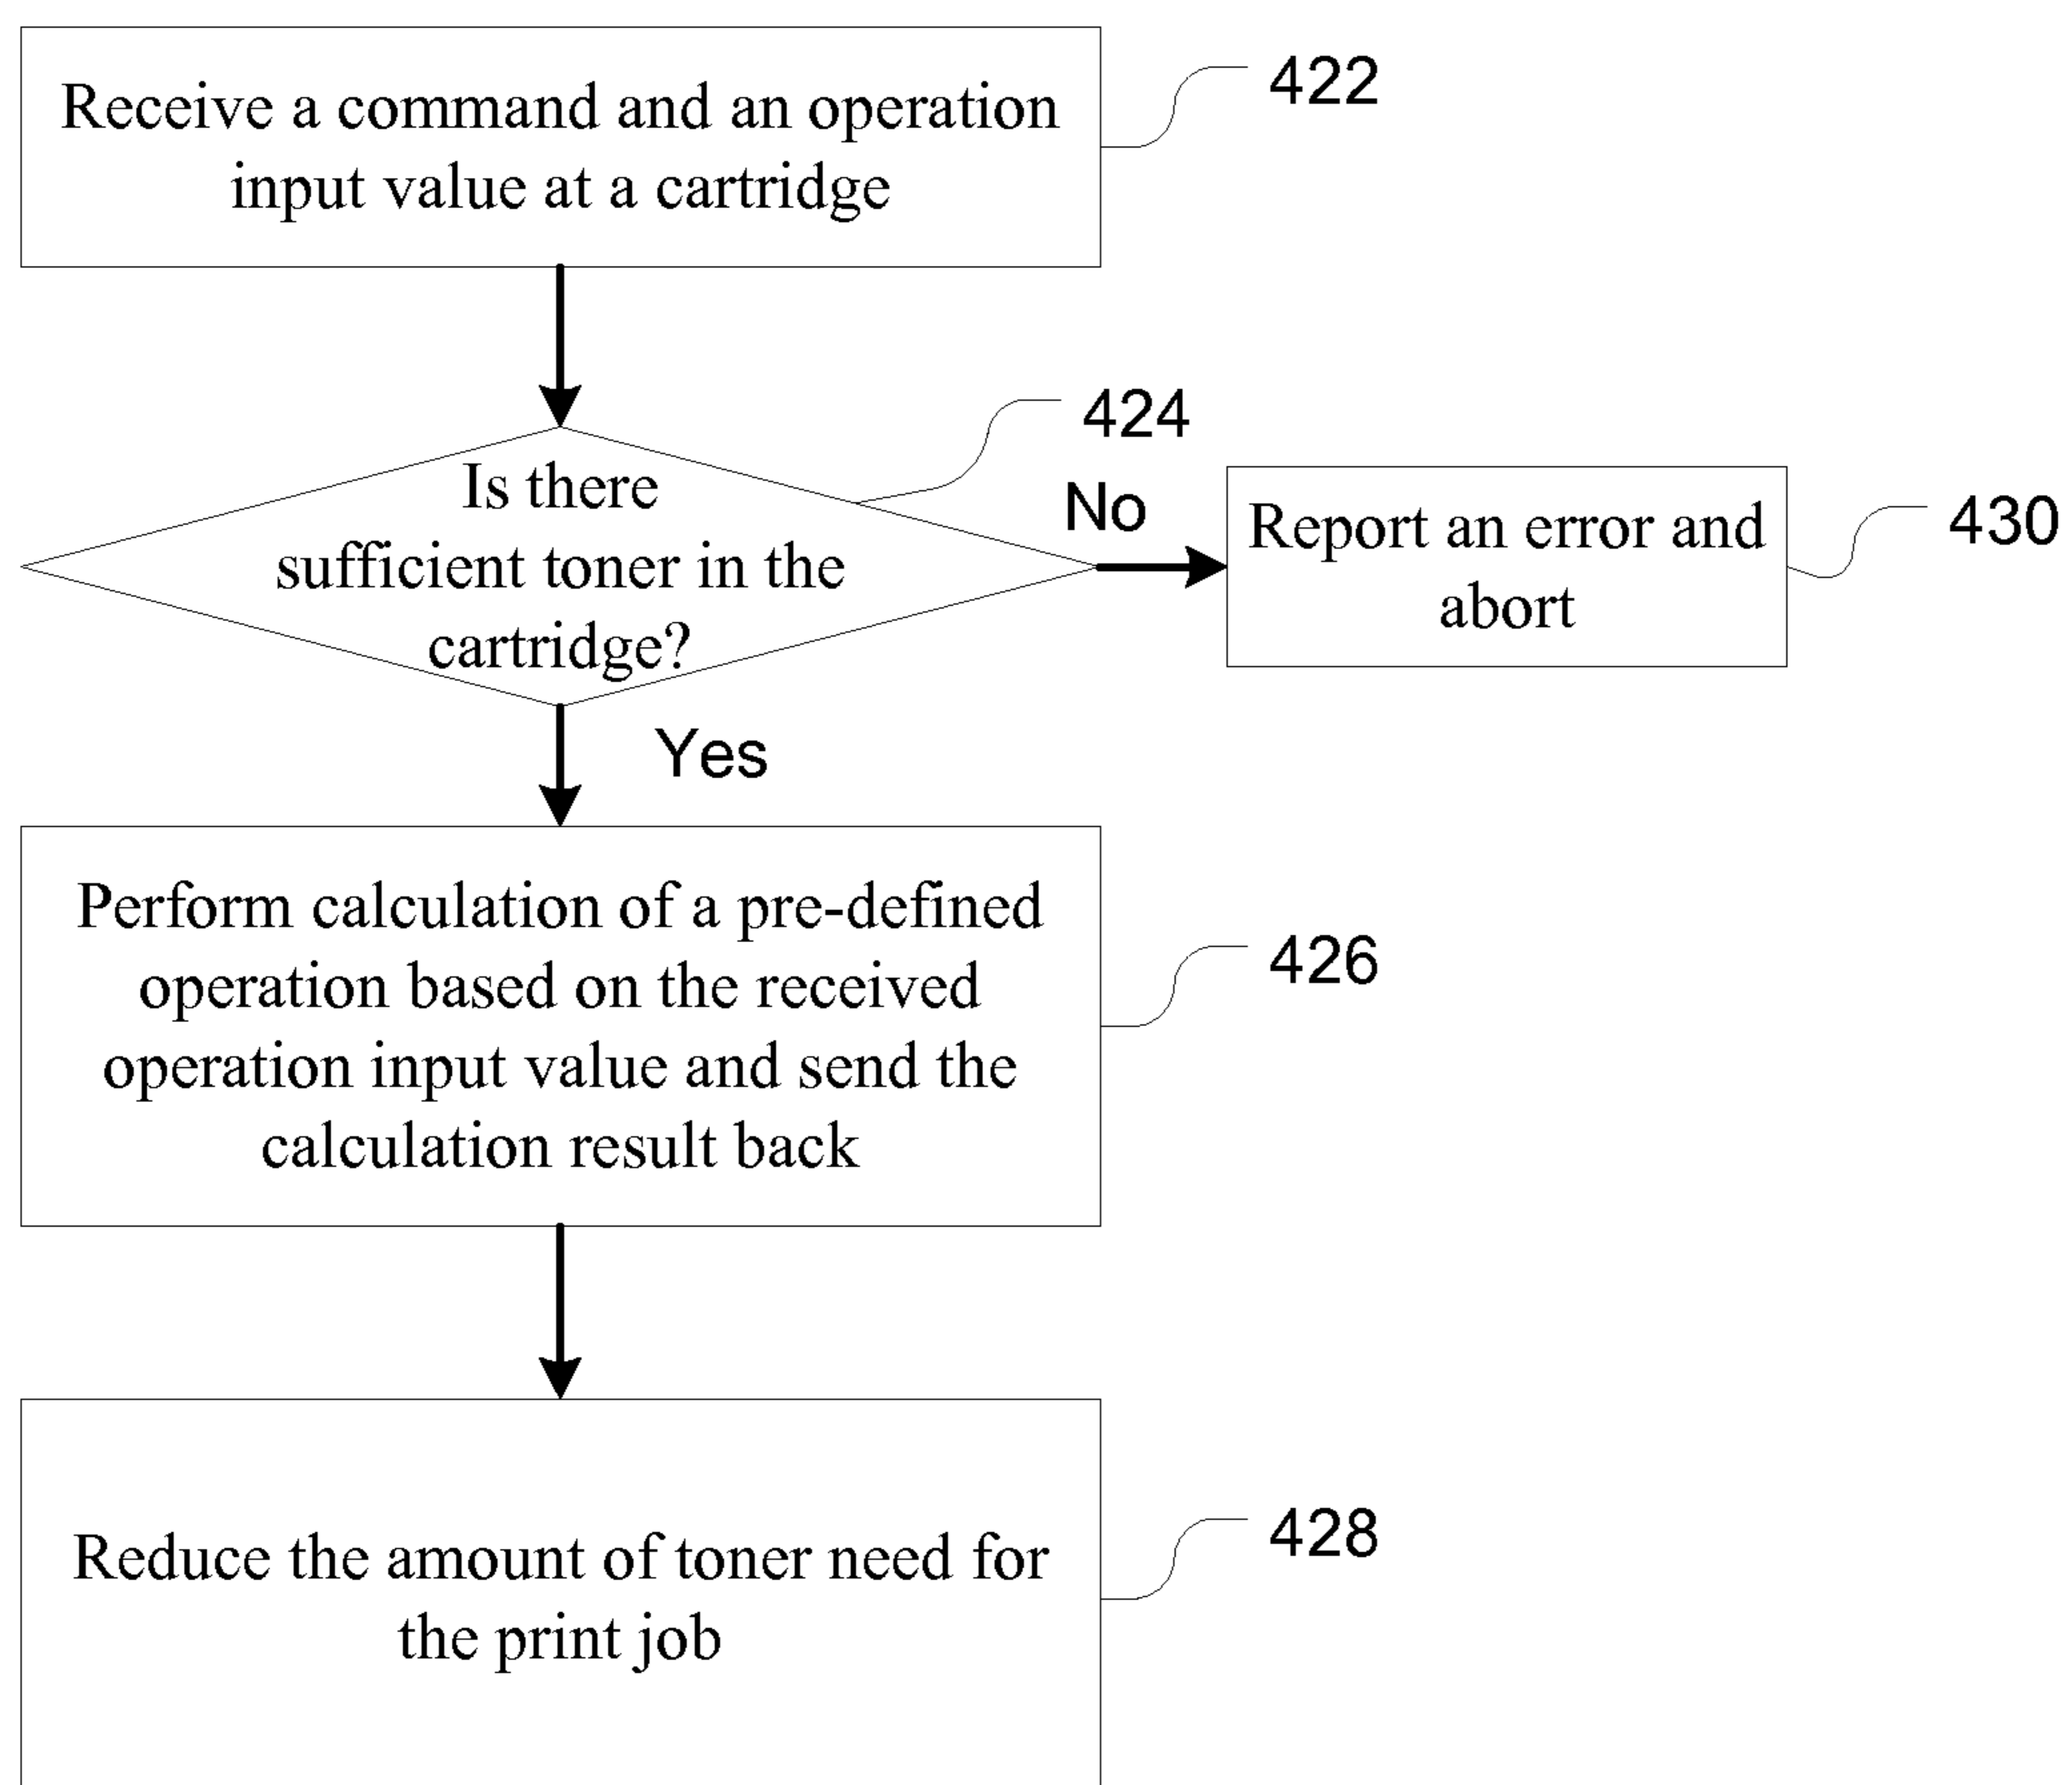 Receive a command and an operation
input value at a cartridge
422
Is there
sufficient toner in the
cartridge?
424
No
Report an error and
abort
430
Yes
Perform calculation of a pre-defined
operation based on the received
operation input value and send the
calculation result back
426
Reduce the amount of toner need for
the print job
428